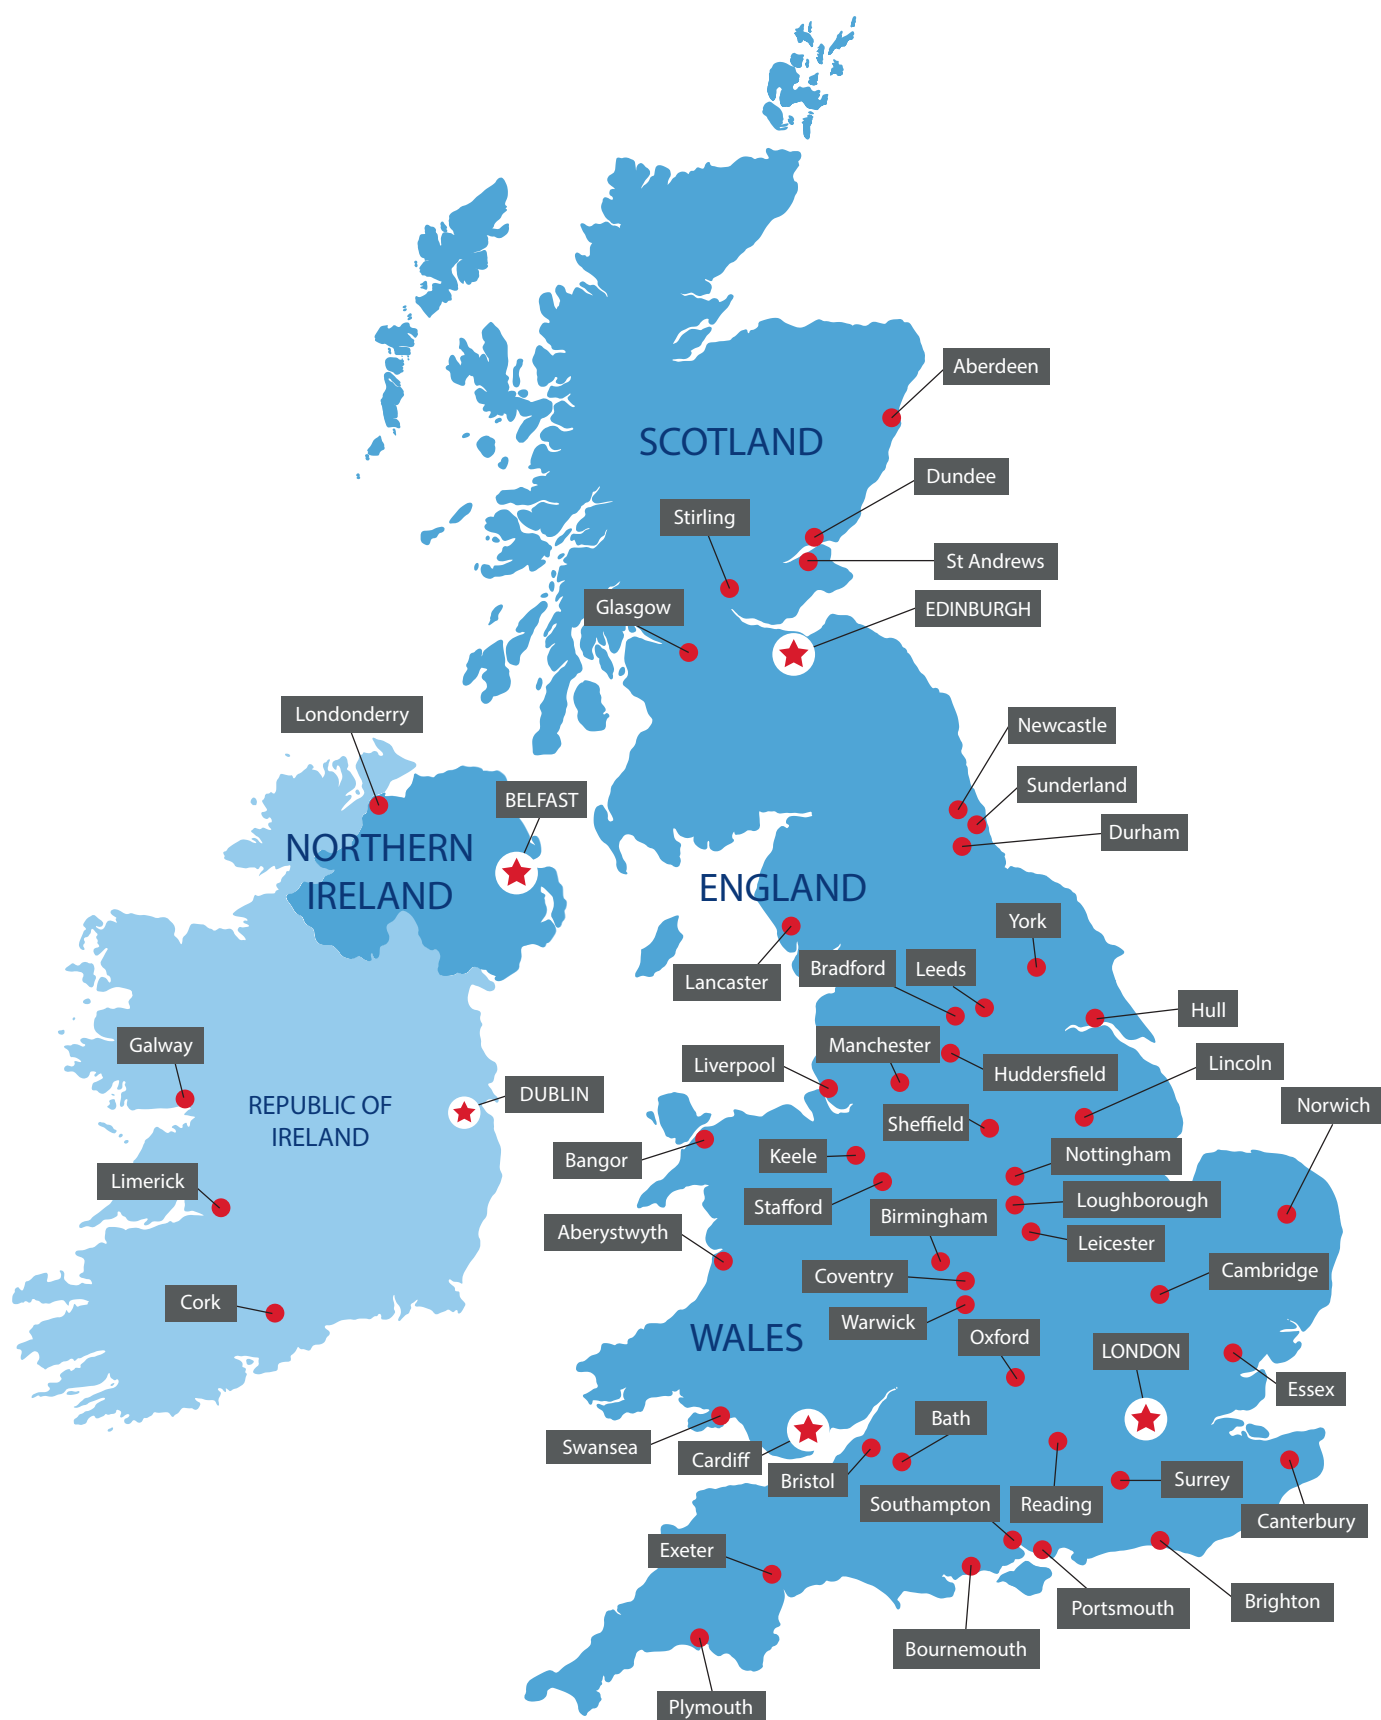 Aberdeen
SCOTLAND
Dundee
Stirling
St Andrews
Glasgow
EDINBURGH
Londonderry
Newcastle
Sunderland
BELFAST
Durham
NORTHERN
IRELAND
ENGLAND
York
Lancaster
Bradford
Leeds
Hull
Galway
Manchester
Liverpool
Huddersfield
Lincoln
DUBLIN
REPUBLIC OF
IRELAND
Norwich
Sheffield
Bangor
Keele
Nottingham
Limerick
Stafford
Loughborough
Birmingham
Aberystwyth
Leicester
Coventry
Cambridge
Cork
Warwick
WALES
Oxford
LONDON
Essex
Bath
Swansea
Cardiff
Bristol
Surrey
Southampton
Reading
Canterbury
Exeter
Brighton
Portsmouth
Bournemouth
Plymouth